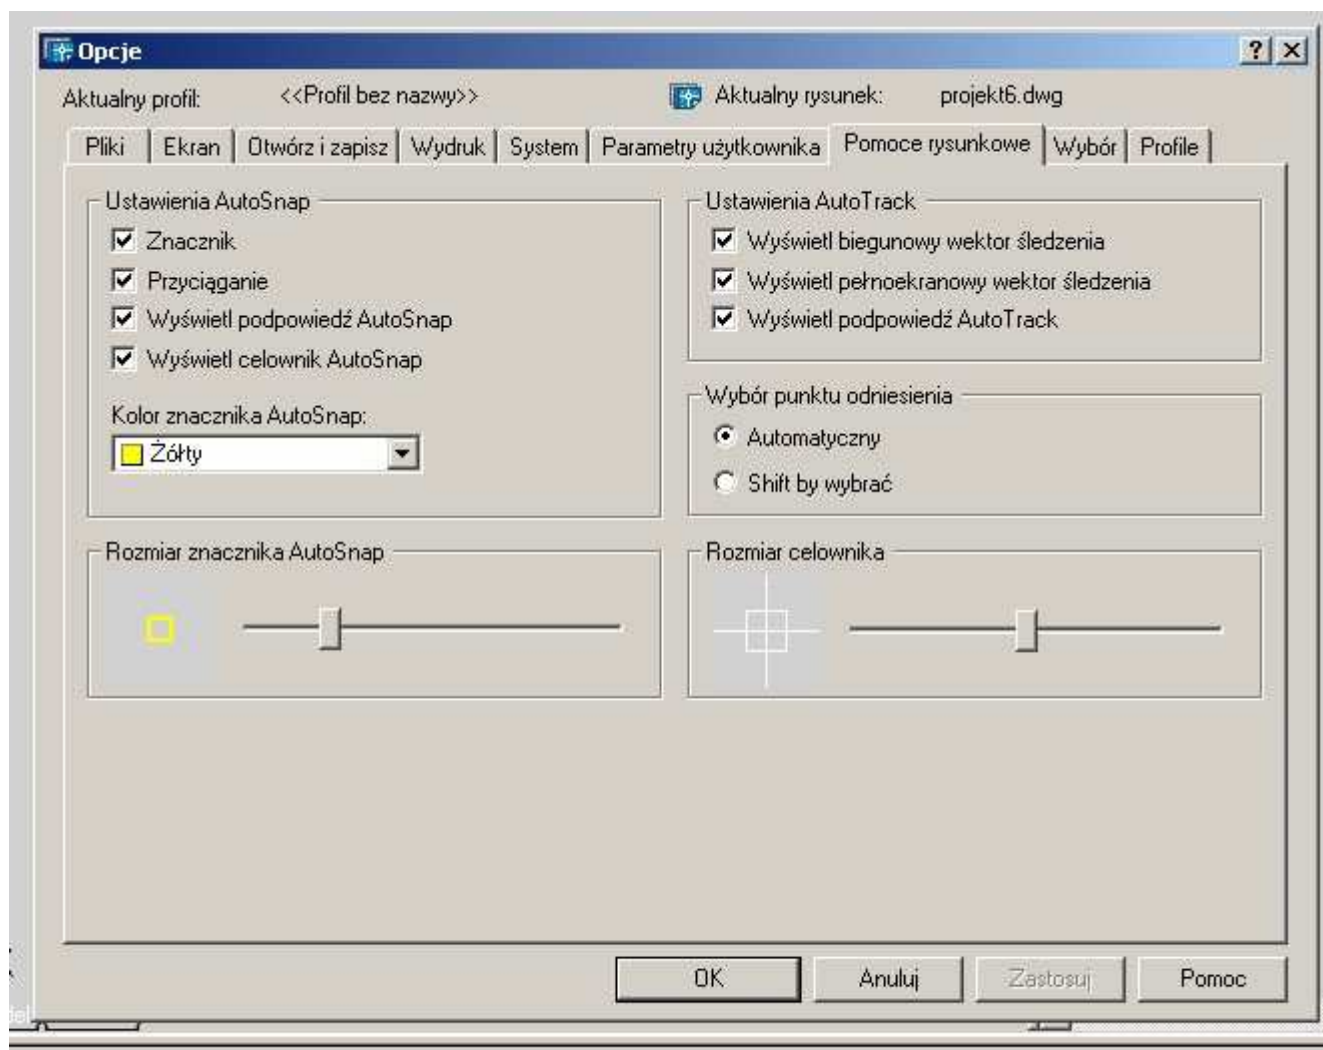 Opcje
Aktualny profil: <<Profil bez nazwy>> Aktualny rysunek: projekt6.dwg
Pliki Ekran Otwórz i zapisz Wydruk System Parametry użytkownika Pomoce rysunkowe Wybór Profile
Ustawienia AutoSnap
Znacznik
Przyciąganie
Wyświetl podpowiedź AutoSnap
Wyświetl celownik AutoSnap
Kolor znacznika AutoSnap:
Żółty
Ustawienia AutoTrack
Wyświetl biegunowy wektor śledzenia
Wyświetl pełnoekranowy wektor śledzenia
Wyświetl podpowiedź AutoTrack
Wybór punktu odniesienia
Automatyczny
Shift by wybrać
Rozmiar znacznika AutoSnap
Rozmiar celownika
OK Anuluj Zastosuj Pomoc